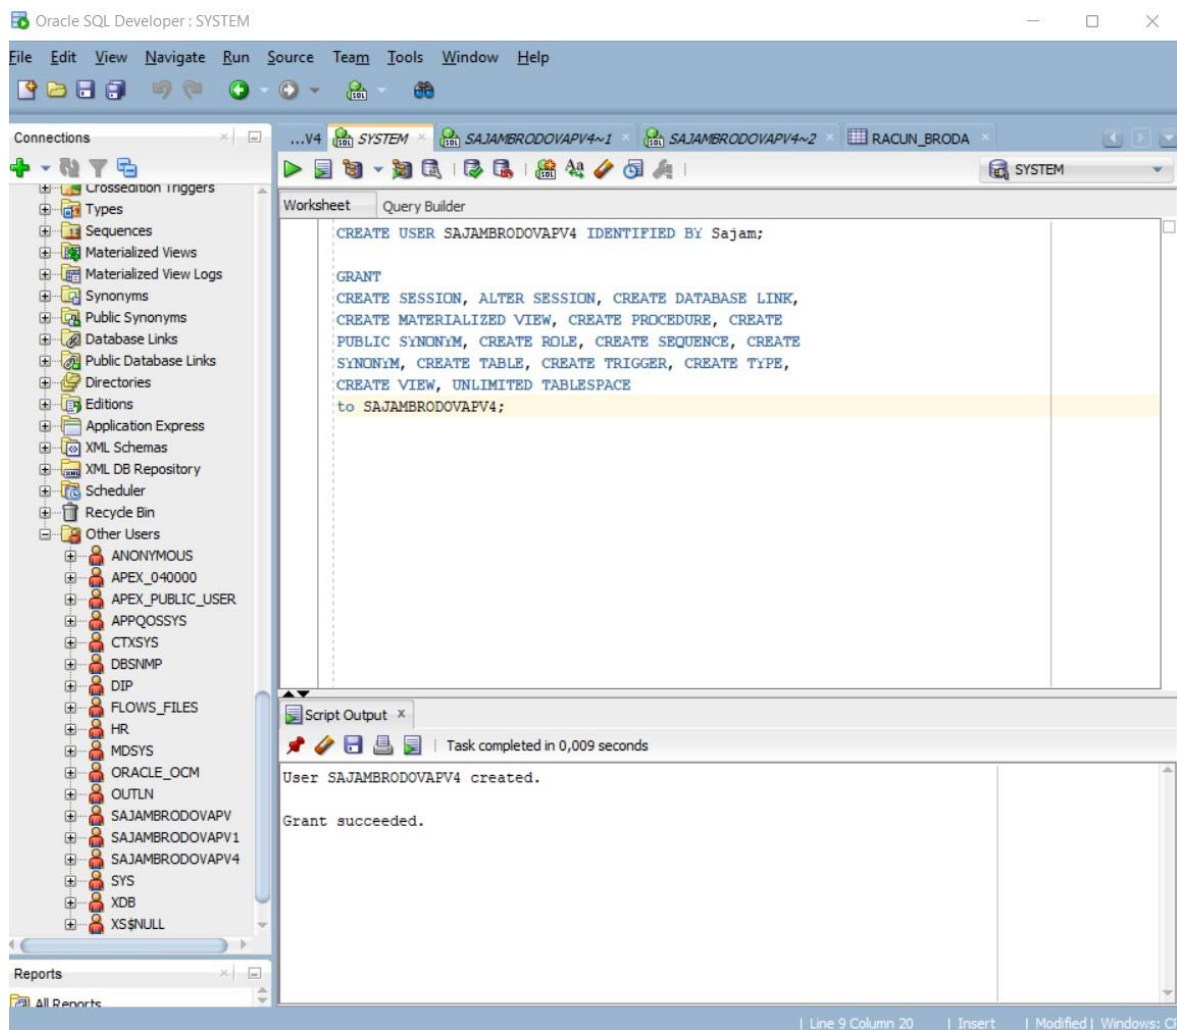 Oracle SQL Developer : SYSTEM
File Edit View Navigate Run Source Team Tools Window Help
Connections
...V4 SYSTEM SAJAMBRODOVAPV4~1 SAJAMBRODOVAPV4~2 RACUN_BRODA
SYSTEM
Worksheet Query Builder
Crossedition Triggers
Types
Sequences
Materialized Views
Materialized View Logs
Synonyms
Public Synonyms
Database Links
Public Database Links
Directories
Editions
Application Express
XML Schemas
XML DB Repository
Scheduler
Recycle Bin
Other Users
ANONYMOUS
APEX_040000
APEX_PUBLIC_USER
APPQOSSYS
CTXSYS
DBSNMP
DIP
FLOWS_FILES
HR
MDSYS
ORACLE_OCM
OUTLN
SAJAMBRODOVAPV
SAJAMBRODOVAPV1
SAJAMBRODOVAPV4
SYS
XDB
XS$NULL
Reports
All Reports
CREATE USER SAJAMBRODOVAPV4 IDENTIFIED BY Sajam;
GRANT
CREATE SESSION, ALTER SESSION, CREATE DATABASE LINK,
CREATE MATERIALIZED VIEW, CREATE PROCEDURE, CREATE
PUBLIC SYNONYM, CREATE ROLE, CREATE SEQUENCE, CREATE
SYNONYM, CREATE TABLE, CREATE TRIGGER, CREATE TYPE,
CREATE VIEW, UNLIMITED TABLESPACE
to SAJAMBRODOVAPV4;
Script Output
Task completed in 0,009 seconds
User SAJAMBRODOVAPV4 created.
Grant succeeded.
| Line 9 Column 20 | Insert | Modified | Windows: